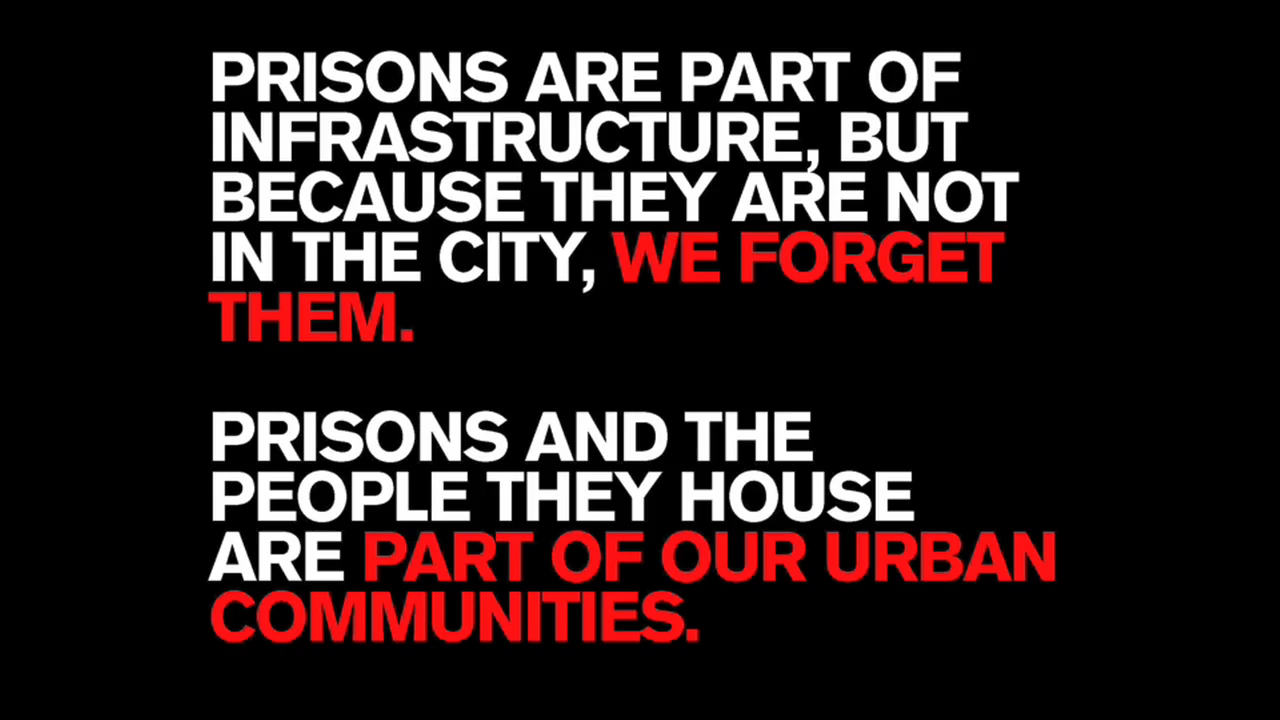 PRISONS ARE PART OF
INFRASTRUCTURE, BUT
BECAUSE THEY ARE NOT
IN THE CITY, WE FORGET
THEM.
PRISONS AND THE
PEOPLE THEY HOUSE
ARE PART OF OUR URBAN
COMMUNITIES.